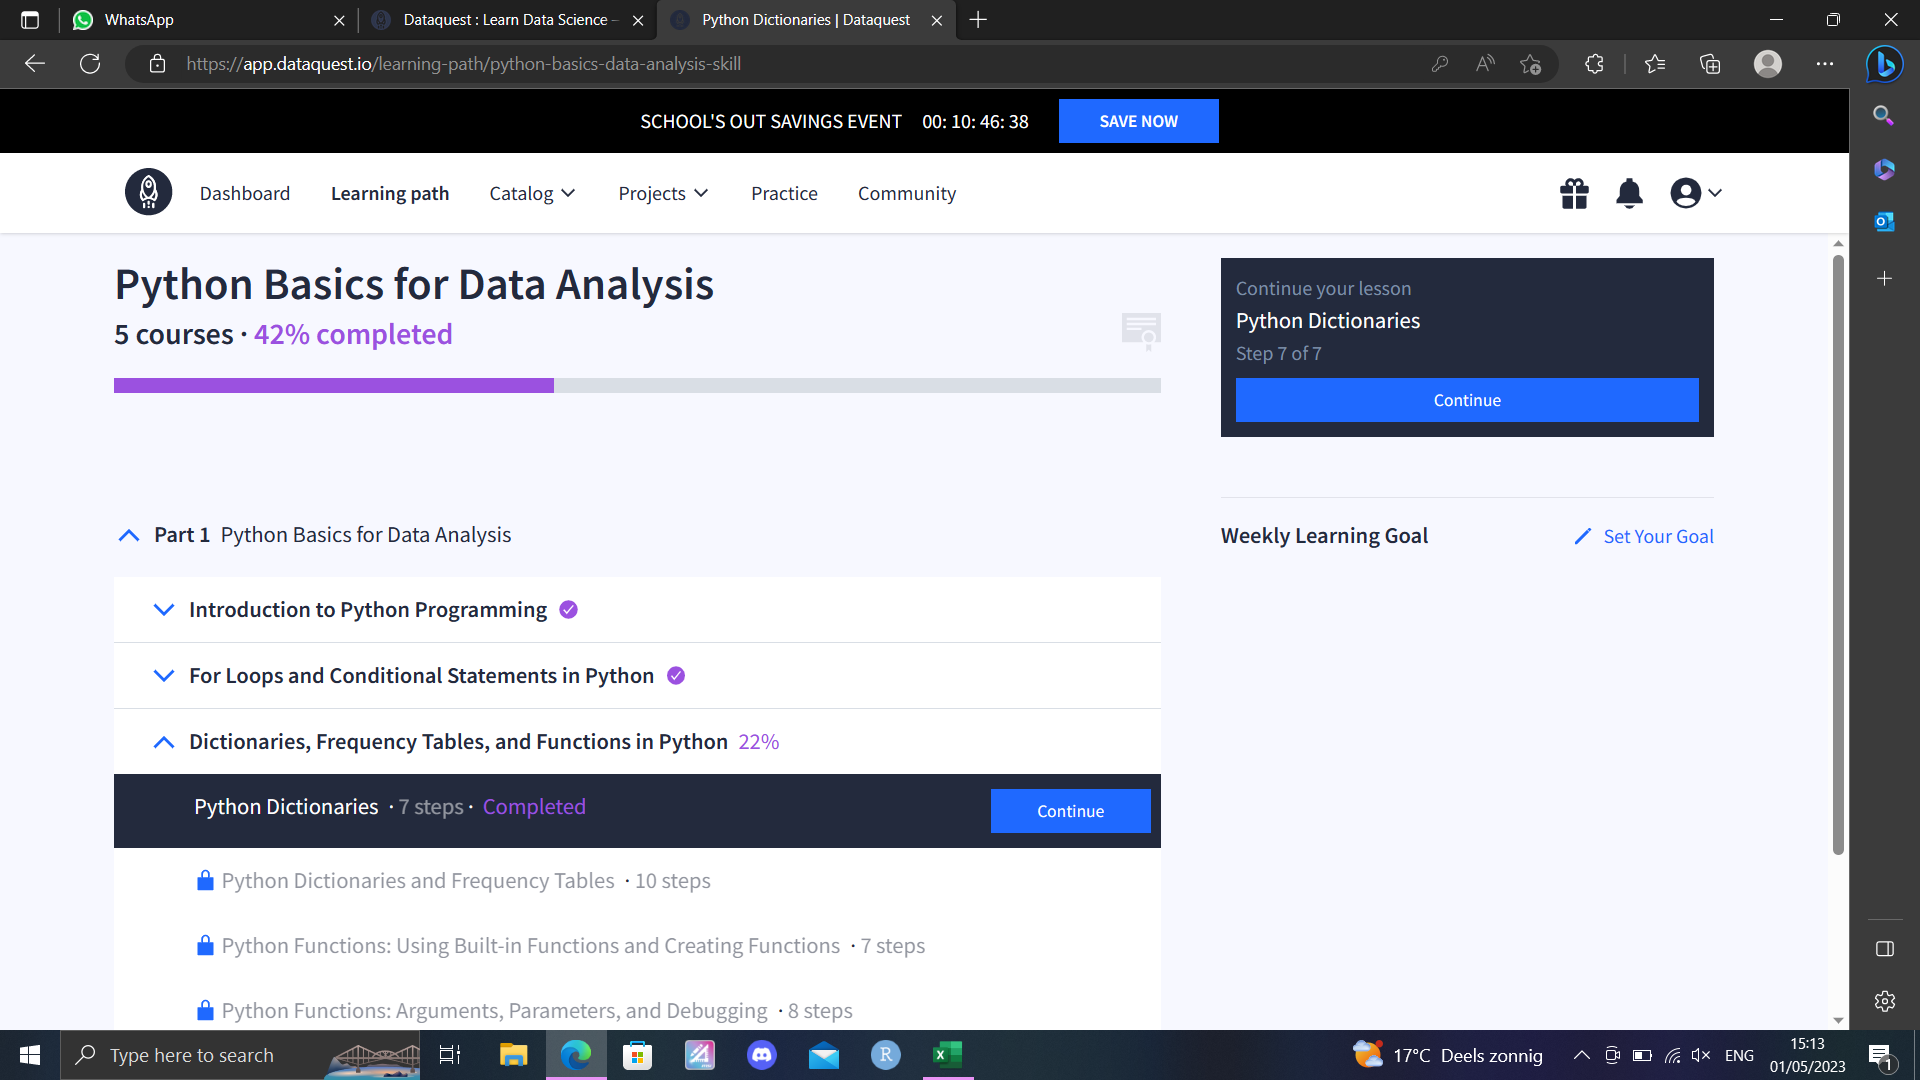 WhatsApp
Dataquest : Learn Data Science -
Python Dictionaries | Dataquest
https://app.dataquest.io/learning-path/python-basics-data-analysis-skill
SCHOOL'S OUT SAVINGS EVENT 00: 10: 46: 38 SAVE NOW
Dashboard Learning path Catalog Projects Practice Community
Python Basics for Data Analysis
5 courses · 42% completed
Continue your lesson
Python Dictionaries
Step 7 of 7
Continue
Part 1 Python Basics for Data Analysis
Weekly Learning Goal Set Your Goal
Introduction to Python Programming
For Loops and Conditional Statements in Python
Dictionaries, Frequency Tables, and Functions in Python 22%
Python Dictionaries · 7 steps · Completed Continue
Python Dictionaries and Frequency Tables · 10 steps
Python Functions: Using Built-in Functions and Creating Functions · 7 steps
Python Functions: Arguments, Parameters, and Debugging · 8 steps
Type here to search
R
17°C Deels zonnig
ENG
15:13
01/05/2023
1